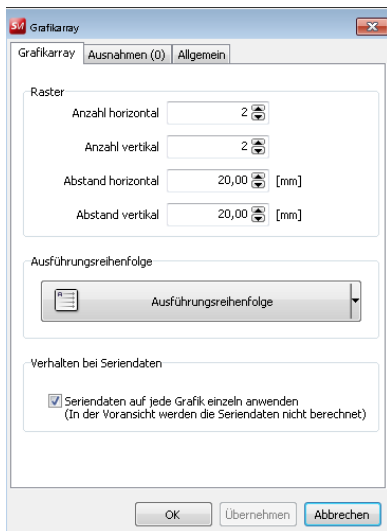 SM Grafikarray
Grafikarray Ausnahmen (0) Allgemein
Raster
Anzahl horizontal 2
Anzahl vertikal 2
Abstand horizontal 20,00 [mm]
Abstand vertikal 20,00 [mm]
Ausführungsreihenfolge
Ausführungsreihenfolge
Verhalten bei Seriendaten
Seriendaten auf jede Grafik einzeln anwenden
(In der Voransicht werden die Seriendaten nicht berechnet)
OK Übernehmen Abbrechen